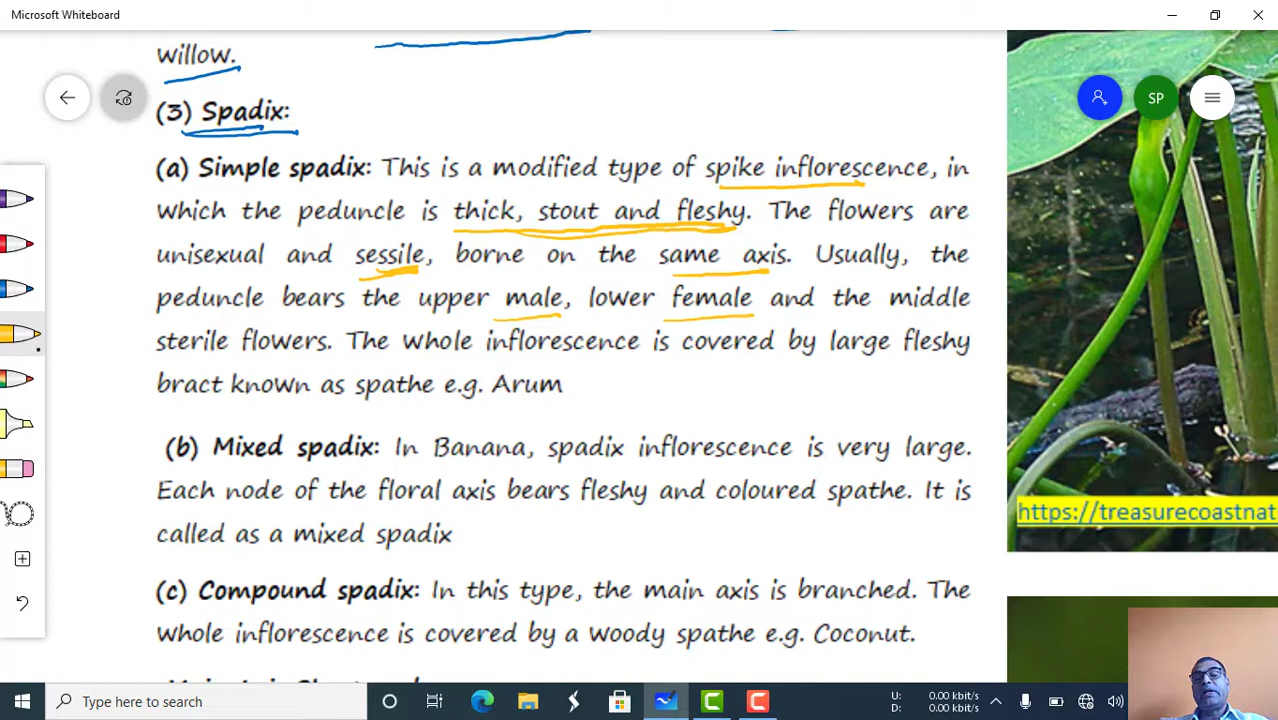 Microsoft Whiteboard
willow.
(3) Spadix:
SP
(a) Simple spadix: This is a modified type of spike inflorescence, in
which the peduncle is thick, stout and fleshy. The flowers are
unisexual and sessile, borne on the same axis. Usually, the
peduncle bears the upper male, lower female and the middle
sterile flowers. The whole inflorescence is covered by large fleshy
bract known as spathe e.g. Arum
(b) Mixed spadix: In Banana, spadix inflorescence is very large.
Each node of the floral axis bears fleshy and coloured spathe. It is
called as a mixed spadix
https://treasurecoastnat
(c) Compound spadix: In this type, the main axis is branched. The
whole inflorescence is covered by a woody spathe e.g. Coconut.
Type here to search
U: 0.00 kbit/s
D: 0.00 kbit/s